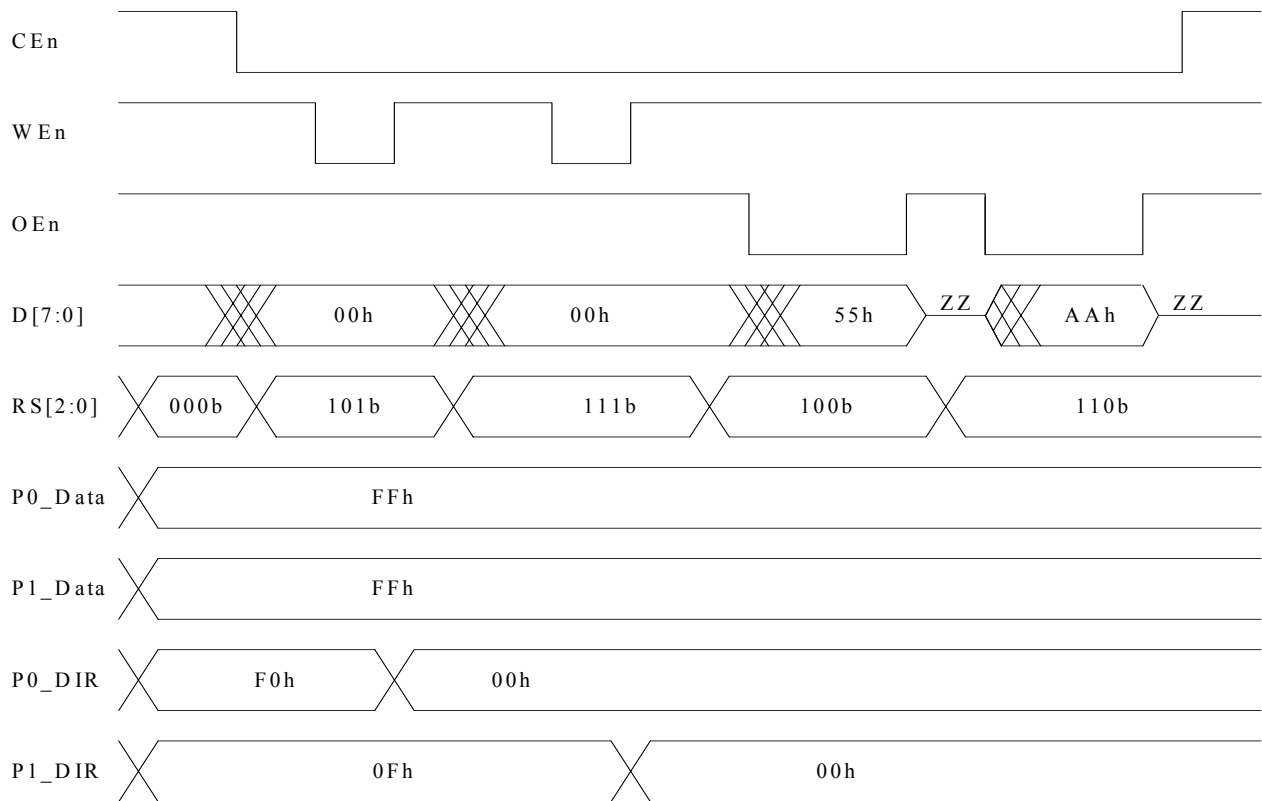 CEn
WEn
OEn
D[7:0] 00h 00h 55h ZZ AAh ZZ
RS[2:0] 000b 101b 111b 100b 110b
P0_Data FFh
P1_Data FFh
P0_DIR F0h 00h
P1_DIR 0Fh 00h